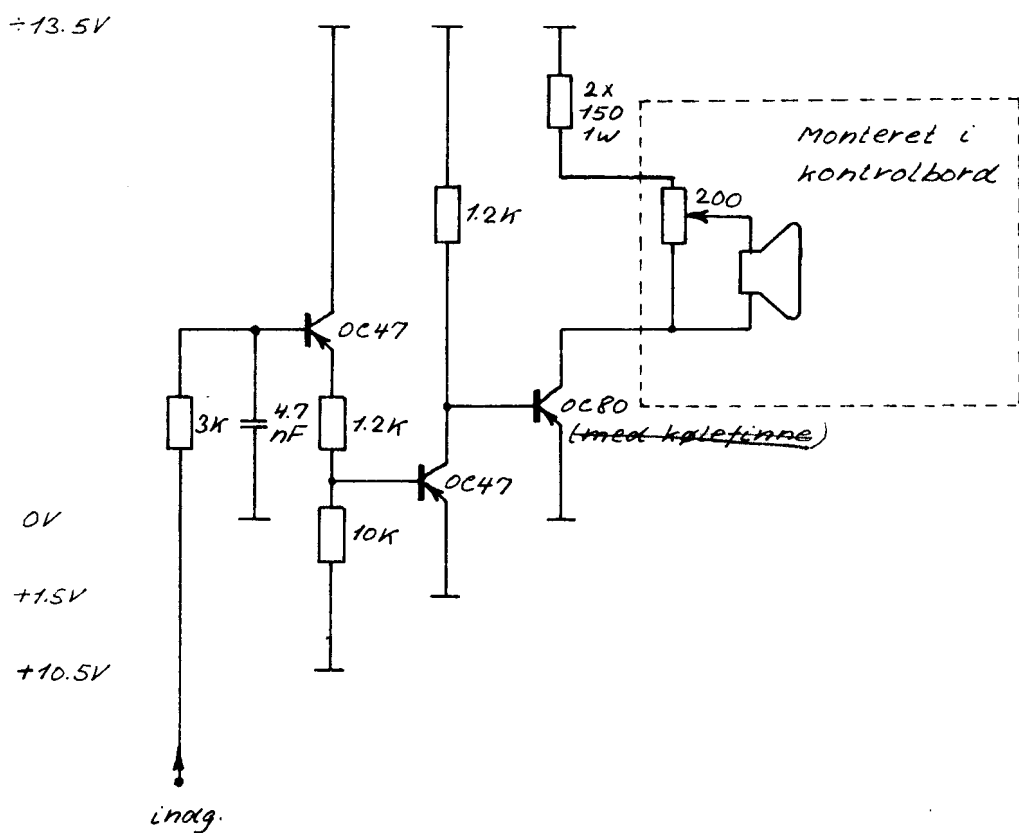 ÷13.5V
2x
150
1w
Monteret i
kontrolbord
200
1.2K
OC47
3K
4.7
nF
1.2K
OC80
(med kølefinne)
OC47
0V
10K
+1.5V
+10.5V
indg.